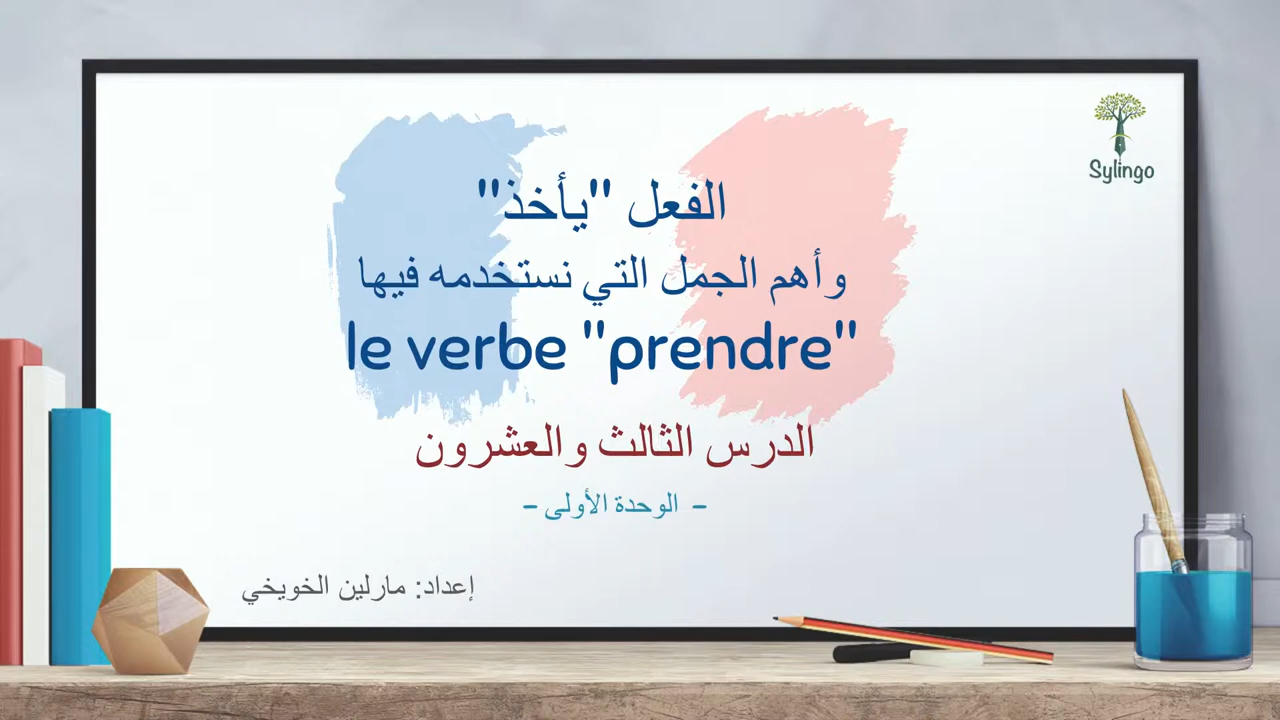 Sylingo
الفعل "يأخذ"
وأهم الجمل التي نستخدمه فيها
le verbe "prendre"
الدرس الثالث والعشرون
- الوحدة الأولى -
إعداد: مارلين الخويخي